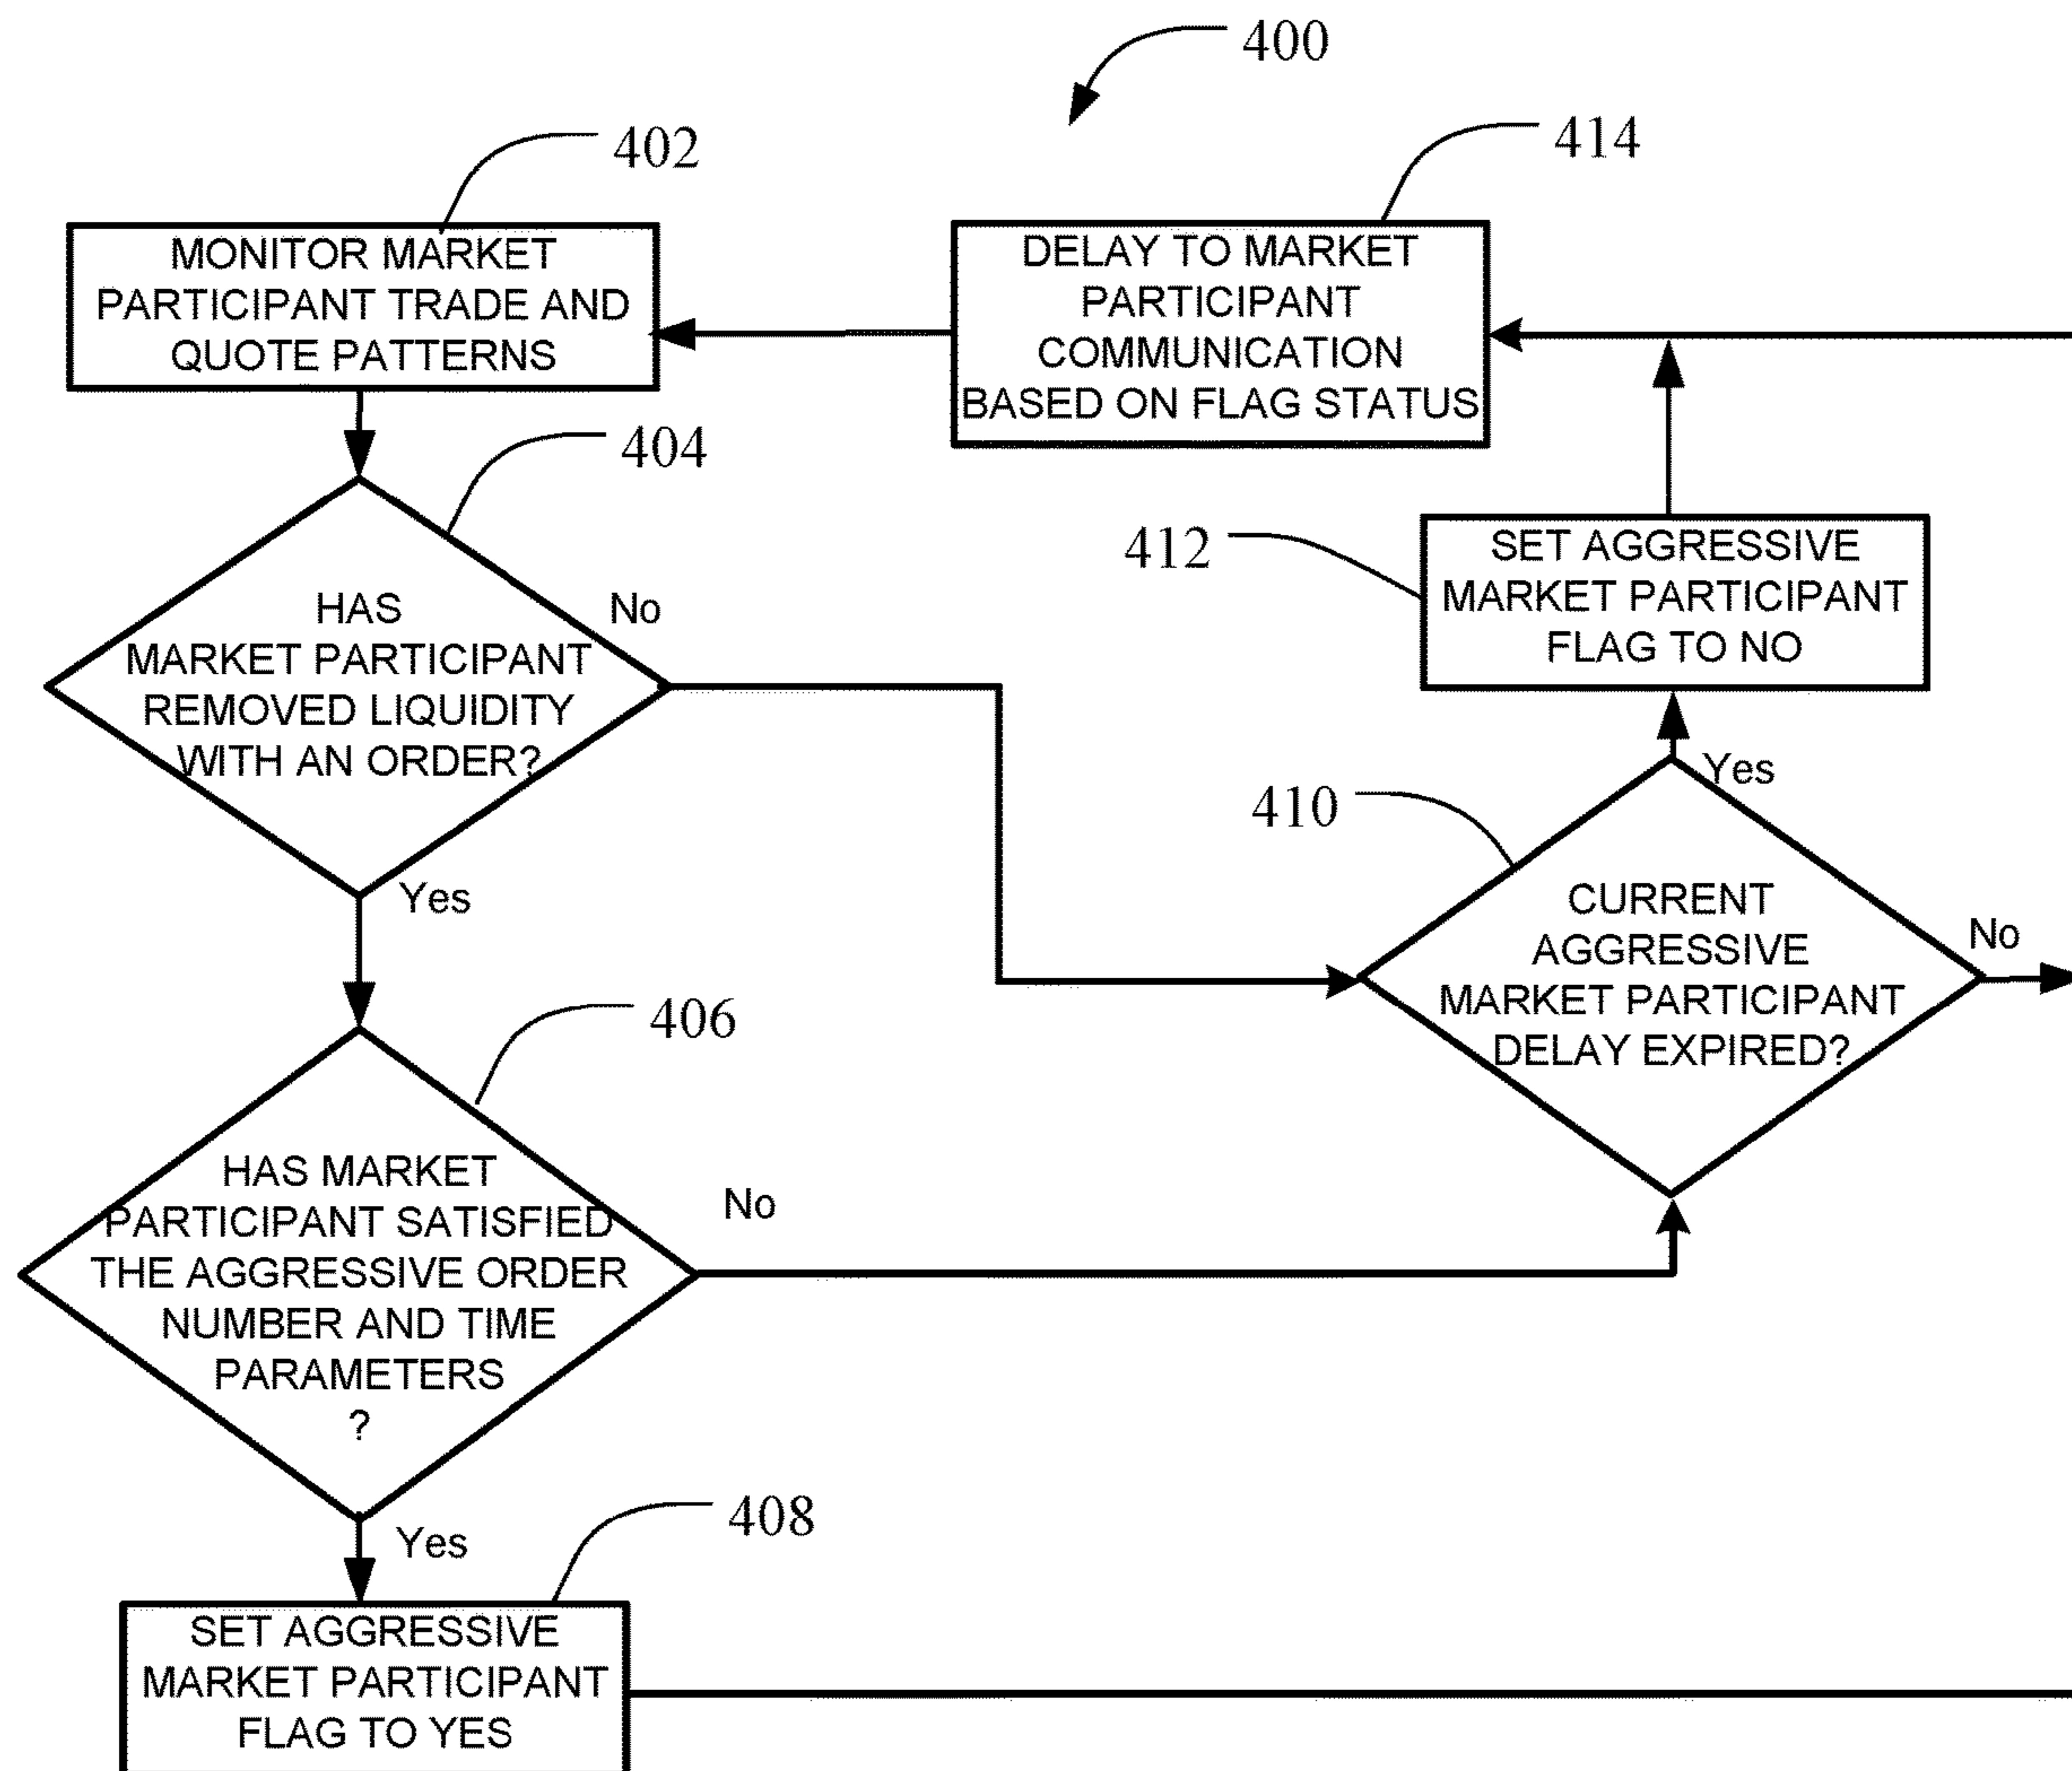 400
402
414
MONITOR MARKET
PARTICIPANT TRADE AND
QUOTE PATTERNS
DELAY TO MARKET
PARTICIPANT
COMMUNICATION
BASED ON FLAG STATUS
404
HAS
MARKET PARTICIPANT
REMOVED LIQUIDITY
WITH AN ORDER?
No
Yes
412
SET AGGRESSIVE
MARKET PARTICIPANT
FLAG TO NO
Yes
410
CURRENT
AGGRESSIVE
MARKET PARTICIPANT
DELAY EXPIRED?
No
406
HAS MARKET
PARTICIPANT SATISFIED
THE AGGRESSIVE ORDER
NUMBER AND TIME
PARAMETERS
?
No
Yes
408
SET AGGRESSIVE
MARKET PARTICIPANT
FLAG TO YES